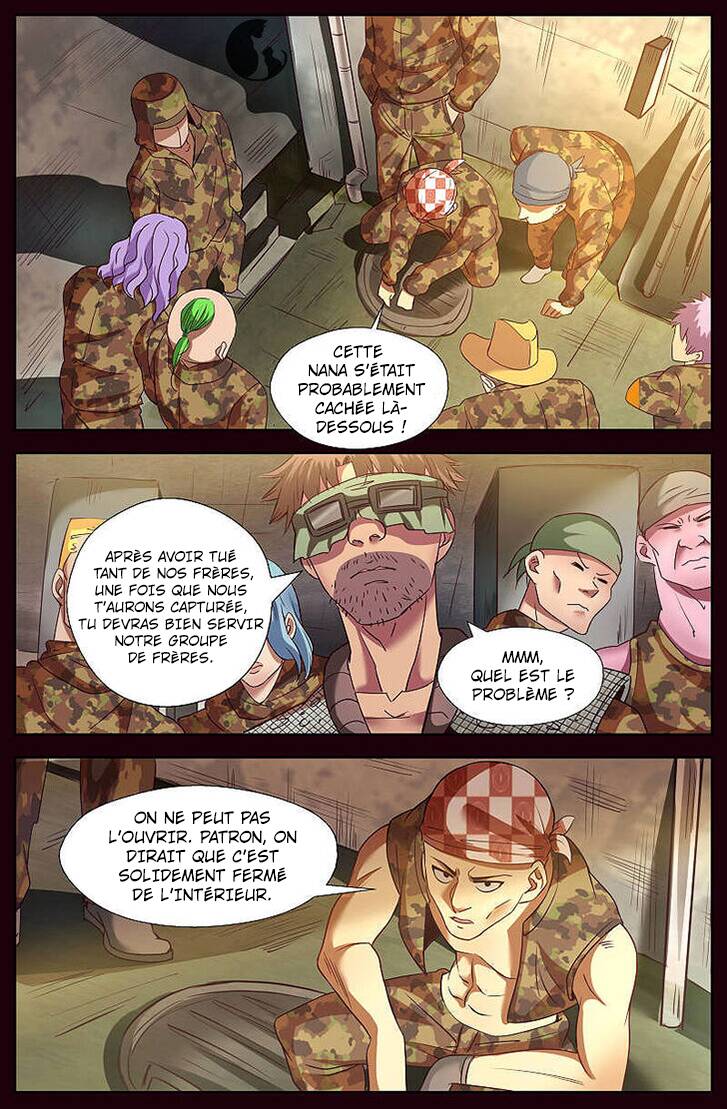 CETTE
NANA S'ÉTAIT
PROBABLEMENT
CACHÉE LÀ-
DESSOUS !
APRÈS AVOIR TUÉ
TANT DE NOS FRÈRES,
UNE FOIS QUE NOUS
T'AURONS CAPTURÉE,
TU DEVRAS BIEN SERVIR
NOTRE GROUPE
DE FRÈRES.
MMM,
QUEL EST LE
PROBLÈME ?
ON NE PEUT PAS
L'OUVRIR. PATRON, ON
DIRAIT QUE C'EST
SOLIDEMENT FERMÉ
DE L'INTÉRIEUR.